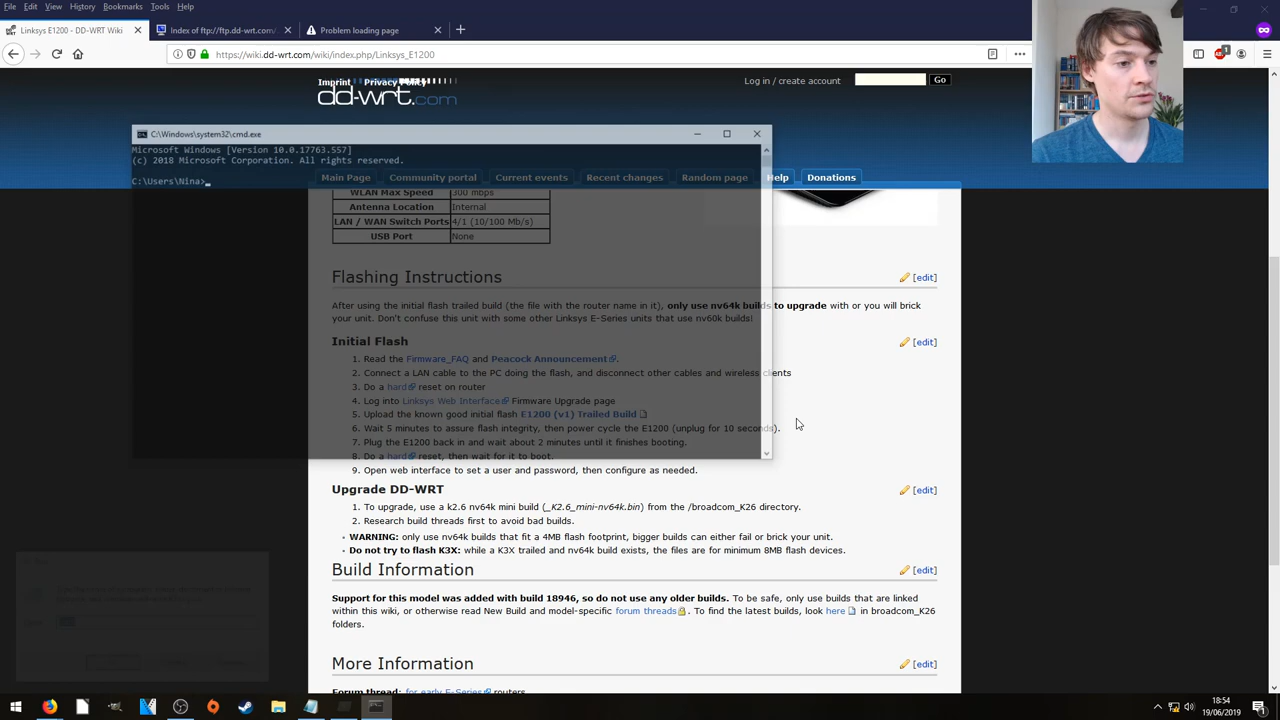 File Edit View History Bookmarks Tools Help
Linksys E1200 - DD-WRT Wiki
Index of ftp://ftp.dd-wrt.com/
Problem loading page
https://wiki.dd-wrt.com/index.php/Linksys_E1200
Imprint Privacy Policy
Log in / create account
Go
dd-wrt.com
C:\Windows\system32\cmd.exe
Microsoft Windows [Version 10.0.17763.557]
(c) 2018 Microsoft Corporation. All rights reserved.
C:\Users\Nina>
Main Page Community portal Current events Recent changes Random page Help Donations
WLAN Max Speed 300 mbps
Antenna Location Internal
LAN / WAN Switch Ports 4/1 (10/100 Mb/s)
USB Port None
Flashing Instructions [edit]
After using the initial flash trailed build (the file with the router name in it), only use nv64k builds to upgrade with or you will brick
your unit. Don't confuse this unit with some other Linksys E-Series units that use nv60k builds!
Initial Flash [edit]
1. Read the Firmware_FAQ and Peacock Announcement.
2. Connect a LAN cable to the PC doing the flash, and disconnect other cables and wireless clients
3. Do a hard reset on router
4. Log into Linksys Web Interface Firmware Upgrade page
5. Upload the known good initial flash E1200 (v1) Trailed Build
6. Wait 5 minutes to assure flash integrity, then power cycle the E1200 (unplug for 10 seconds).
7. Plug the E1200 back in and wait about 2 minutes until it finishes booting.
8. Do a hard reset, then wait for it to boot.
9. Open web interface to set a user and password, then configure as needed.
Upgrade DD-WRT [edit]
1. To upgrade, use a k2.6 nv64k mini build (_K2.6_mini-nv64k.bin) from the /broadcom_K26 directory.
2. Research build threads first to avoid bad builds.
WARNING: only use nv64k builds that fit a 4MB flash footprint, bigger builds can either fail or brick your unit.
Do not try to flash K3X: while a K3X trailed and nv64k build exists, the files are for minimum 8MB flash devices.
Build Information [edit]
Support for this model was added with build 18946, so do not use any older builds. To be safe, only use builds that are linked
within this wiki, or otherwise read New Build and model-specific forum threads. To find the latest builds, look here in broadcom_K26
folders.
More Information [edit]
Forum thread: for early E-Series routers
18:54
19/06/2019